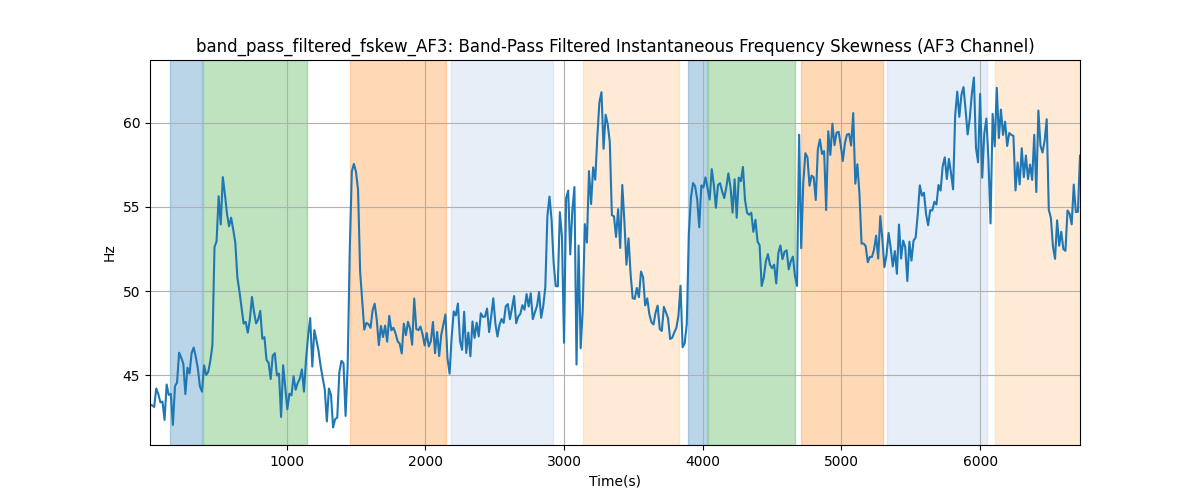 band_pass_filtered_fskew_AF3: Band-Pass Filtered Instantaneous Frequency Skewness (AF3 Channel)
60
55
50
45
Hz
1000 2000 3000 4000 5000 6000
Time(s)